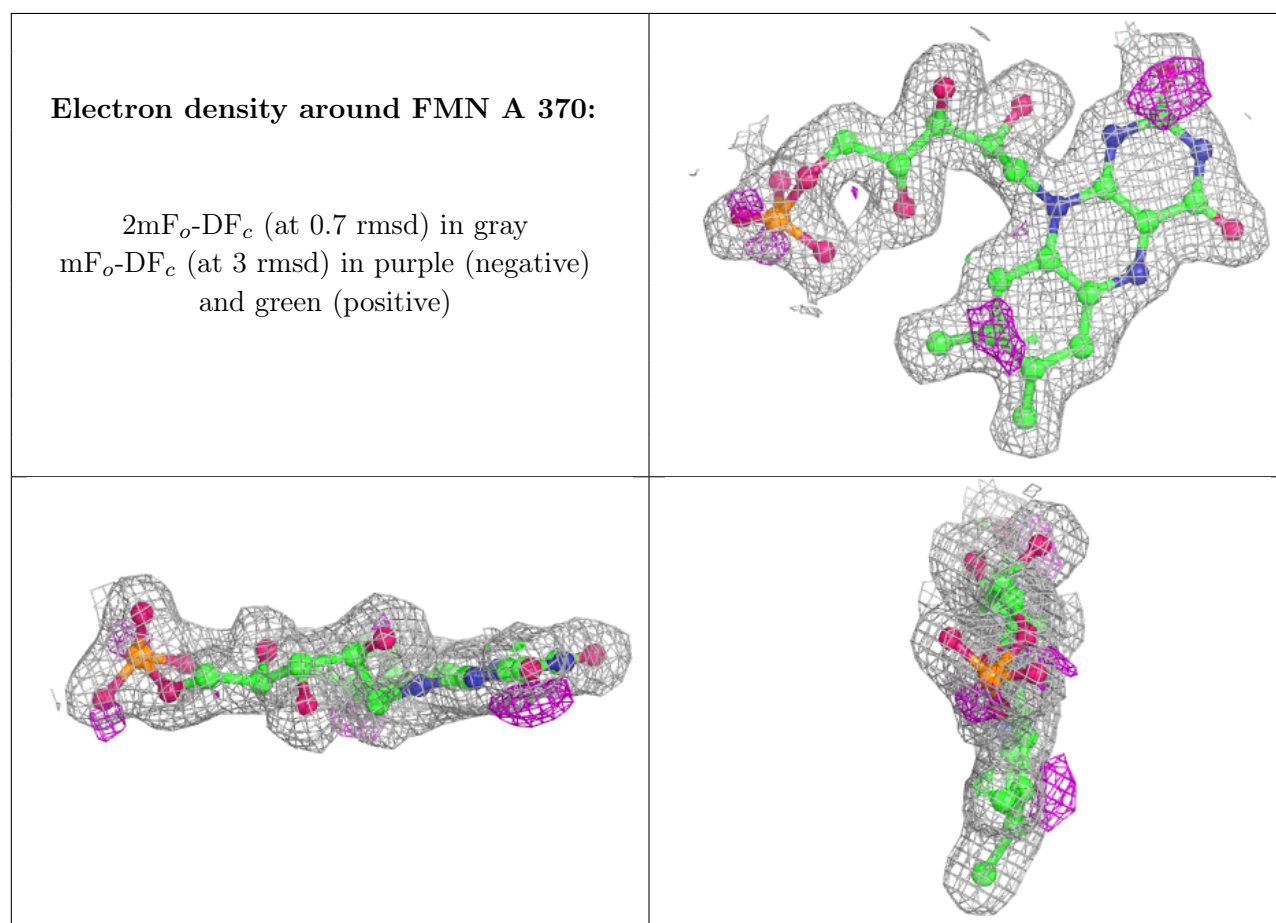 Electron density around FMN A 370:
2mFo-DFc (at 0.7 rmsd) in gray
mFo-DFc (at 3 rmsd) in purple (negative)
and green (positive)